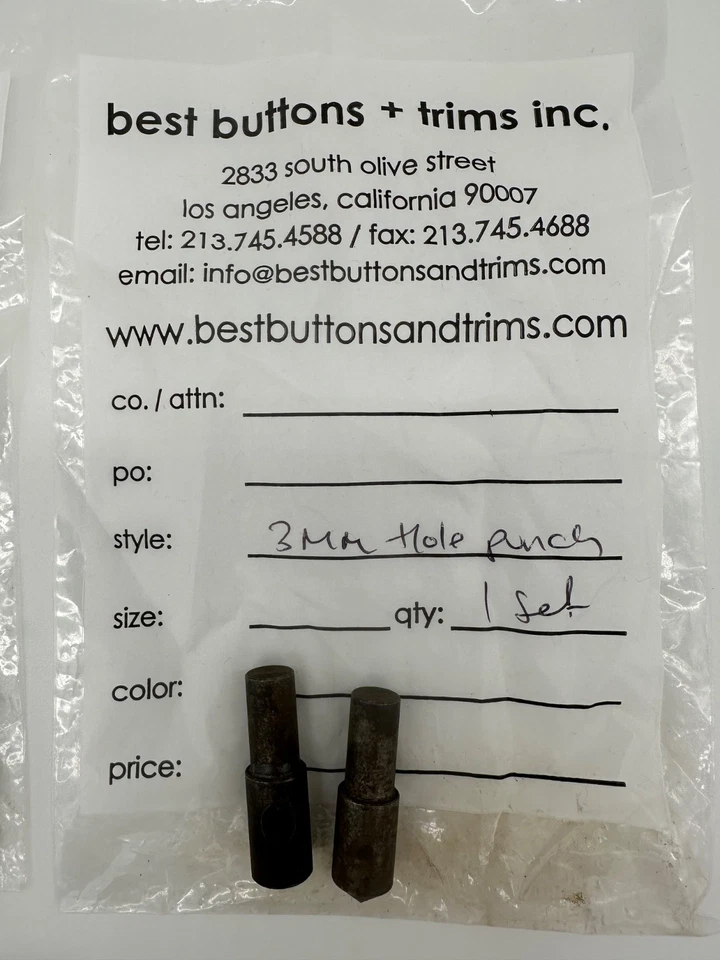 best buttons + trims inc.
2833 south olive street
los angeles, california 90007
tel: 213.745.4588 / fax: 213.745.4688
email: info@bestbuttonsandtrims.com
www.bestbuttonsandtrims.com
co. / attn:
po:
style: 3mm Hole punch
size: qty: 1 Set
color:
price: